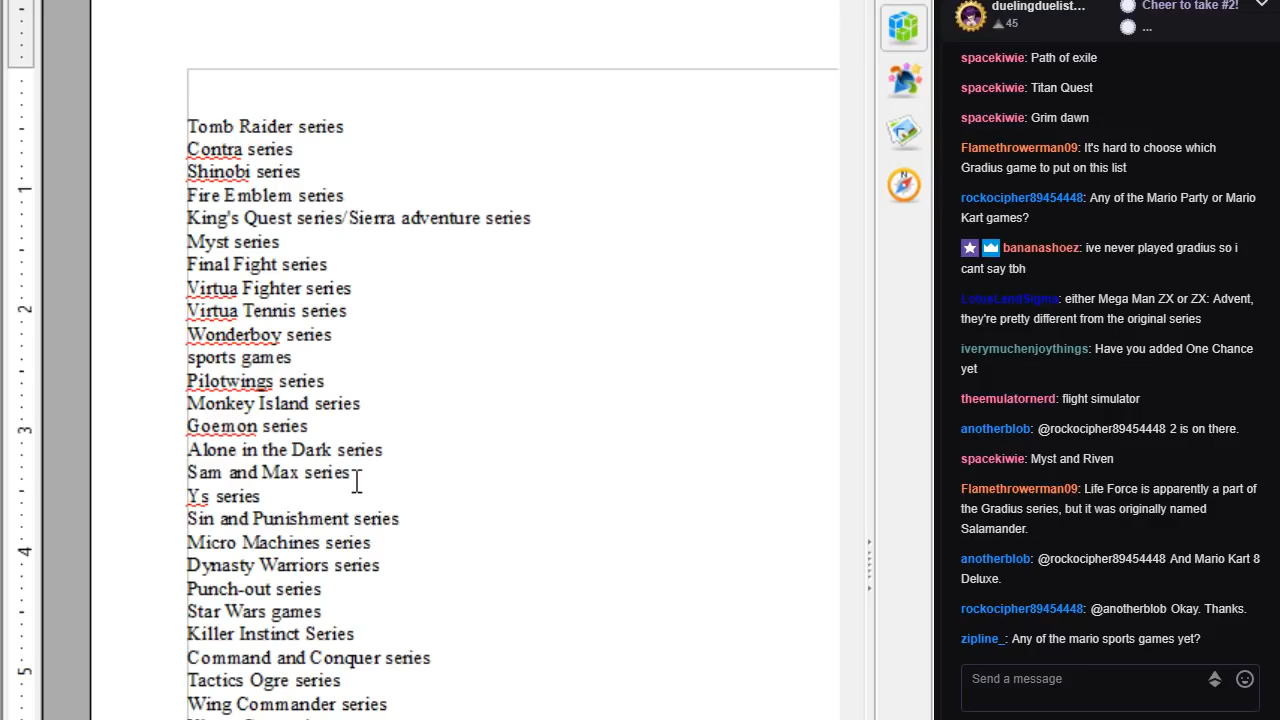 Tomb Raider series
Contra series
Shinobi series
Fire Emblem series
King's Quest series/Sierra adventure series
Myst series
Final Fight series
Virtua Fighter series
Virtua Tennis series
Wonderboy series
sports games
Pilotwings series
Monkey Island series
Goemon series
Alone in the Dark series
Sam and Max series
Ys series
Sin and Punishment series
Micro Machines series
Dynasty Warriors series
Punch-out series
Star Wars games
Killer Instinct Series
Command and Conquer series
Tactics Ogre series
Wing Commander series
1
2
3
4
5
N
duelingduelist...
45
Cheer to take #2!
...
spacekiwie: Path of exile
spacekiwie: Titan Quest
spacekiwie: Grim dawn
Flamethrowerman09: It's hard to choose which
Gradius game to put on this list
rockocipher89454448: Any of the Mario Party or Mario
Kart games?
bananashoez: ive never played gradius so i
cant say tbh
LotusLandSigma: either Mega Man ZX or ZX: Advent,
they're pretty different from the original series
iverymuchenjoythings: Have you added One Chance
yet
theemulatornerd: flight simulator
anotherblob: @rockocipher89454448 2 is on there.
spacekiwie: Myst and Riven
Flamethrowerman09: Life Force is apparently a part of
the Gradius series, but it was originally named
Salamander.
anotherblob: @rockocipher89454448 And Mario Kart 8
Deluxe.
rockocipher89454448: @anotherblob Okay. Thanks.
zipline_: Any of the mario sports games yet?
Send a message